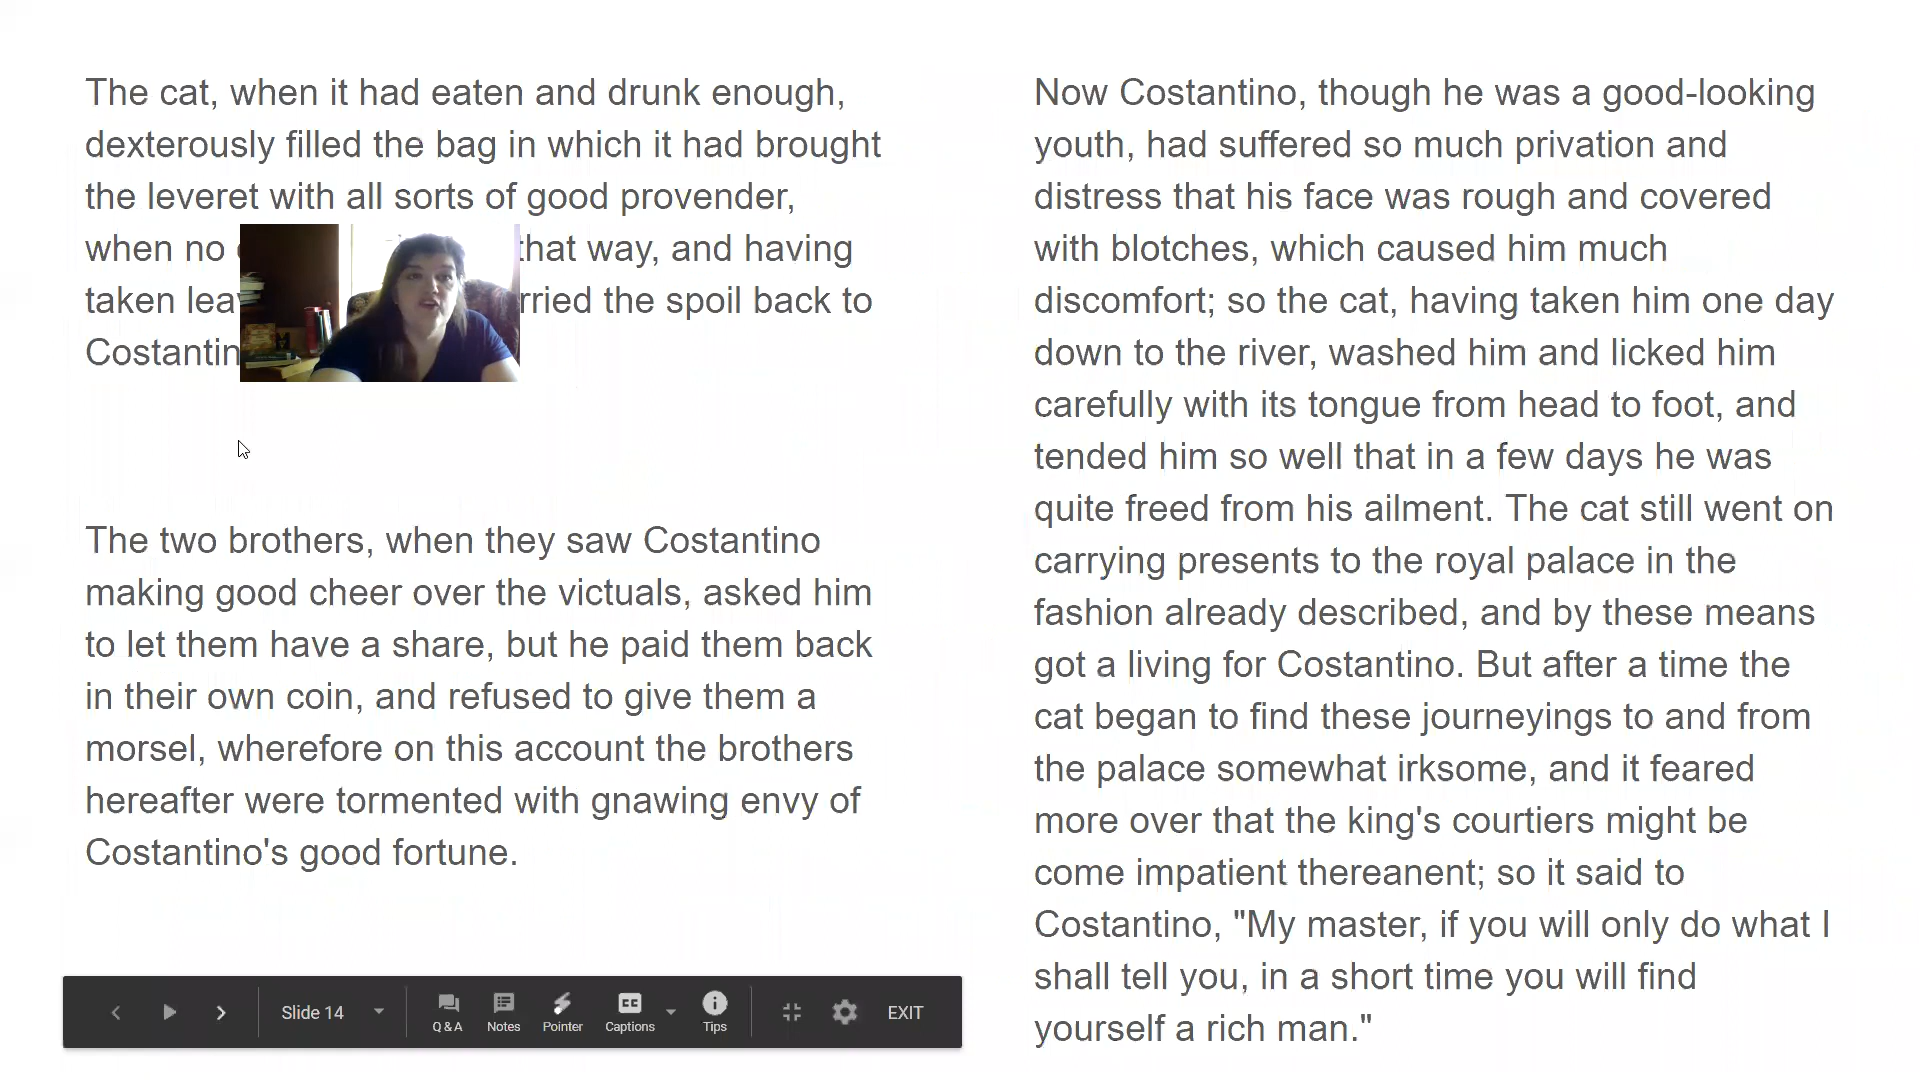 The cat, when it had eaten and drunk enough,
dexterously filled the bag in which it had brought
the leveret with all sorts of good provender,
when no that way, and having
taken the spoil back to
The two brothers, when they saw Costantino
making good cheer over the victuals, asked him
to let them have a share, but he paid them back
in their own coin, and refused to give them a
morsel, wherefore on this account the brothers
hereafter were tormented with gnawing envy of
Costantino's good fortune.
Now Costantino, though he was a good-looking
youth, had suffered so much privation and
distress that his face was rough and covered
with blotches, which caused him much
discomfort; so the cat, having taken him one day
down to the river, washed him and licked him
carefully with its tongue from head to foot, and
tended him so well that in a few days he was
quite freed from his ailment. The cat still went on
carrying presents to the royal palace in the
fashion already described, and by these means
got a living for Costantino. But after a time the
cat began to find these journeyings to and from
the palace somewhat irksome, and it feared
more over that the king's courtiers might be
come impatient thereanent; so it said to
Costantino, "My master, if you will only do what I
shall tell you, in a short time you will find
yourself a rich man."
Slide 14
Q & A
Notes
Pointer
CC
Captions
Tips
EXIT